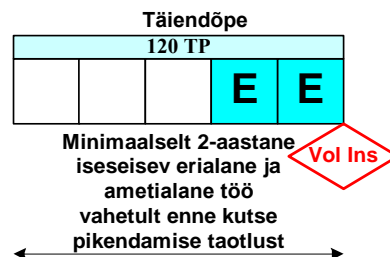 Täiendõpe
120 TP
E E
Minimaalselt 2-aastane
iseseisev erialane ja
ametialane töö
vahetult enne kutse
pikendamise taotlust
Vol Ins